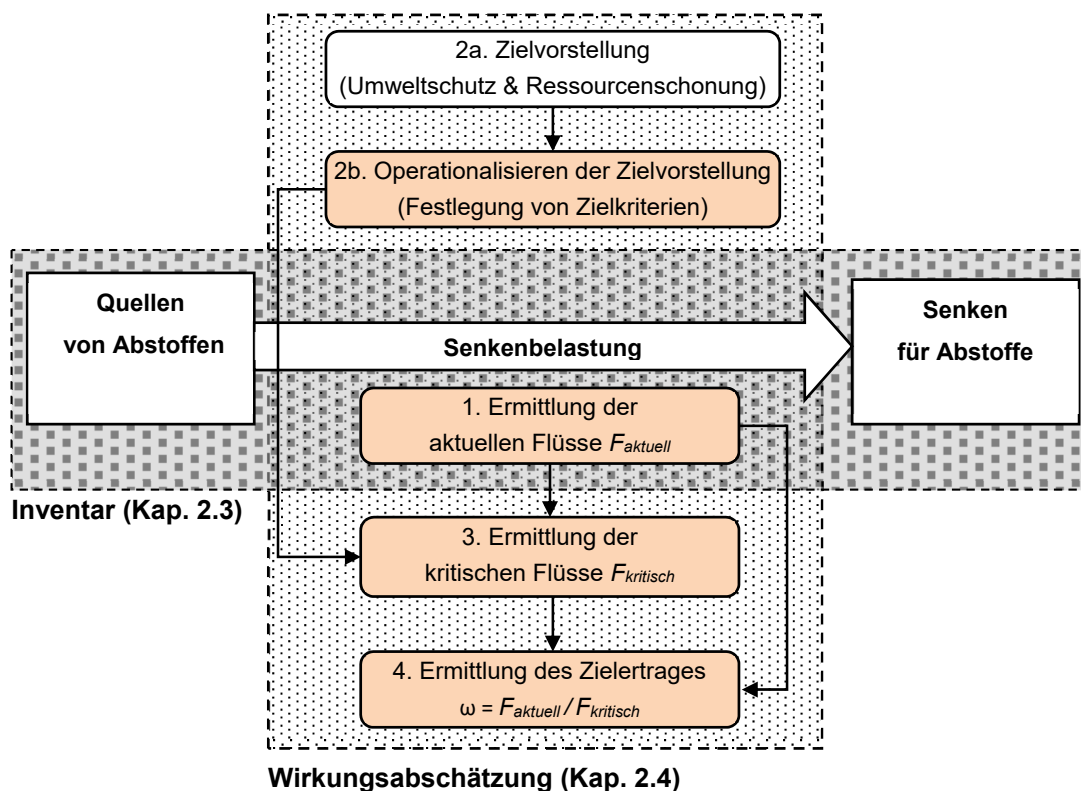 2a. Zielvorstellung
(Umweltschutz & Ressourcenschonung)
2b. Operationalisieren der Zielvorstellung
(Festlegung von Zielkriterien)
Quellen
von Abstoffen
Senkenbelastung
Senken
für Abstoffe
1. Ermittlung der
aktuellen Flüsse Faktuell
Inventar (Kap. 2.3)
3. Ermittlung der
kritischen Flüsse Fkritisch
4. Ermittlung des Zielertrages
ω = Faktuell / Fkritisch
Wirkungsabschätzung (Kap. 2.4)